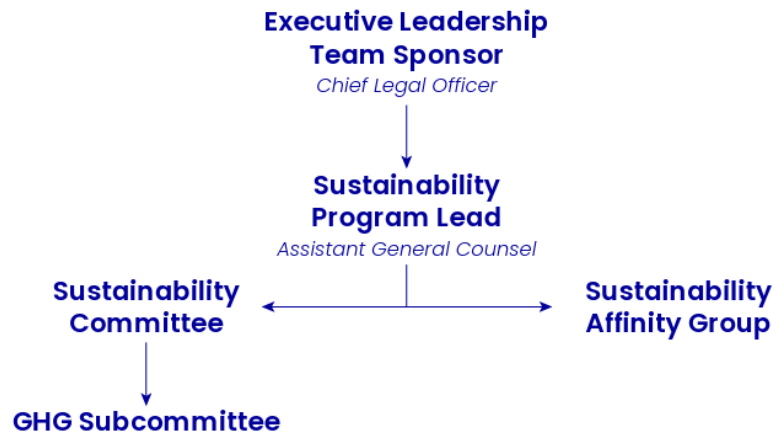 Executive Leadership
Team Sponsor
Chief Legal Officer
Sustainability
Program Lead
Assistant General Counsel
Sustainability
Committee
Sustainability
Affinity Group
GHG Subcommittee